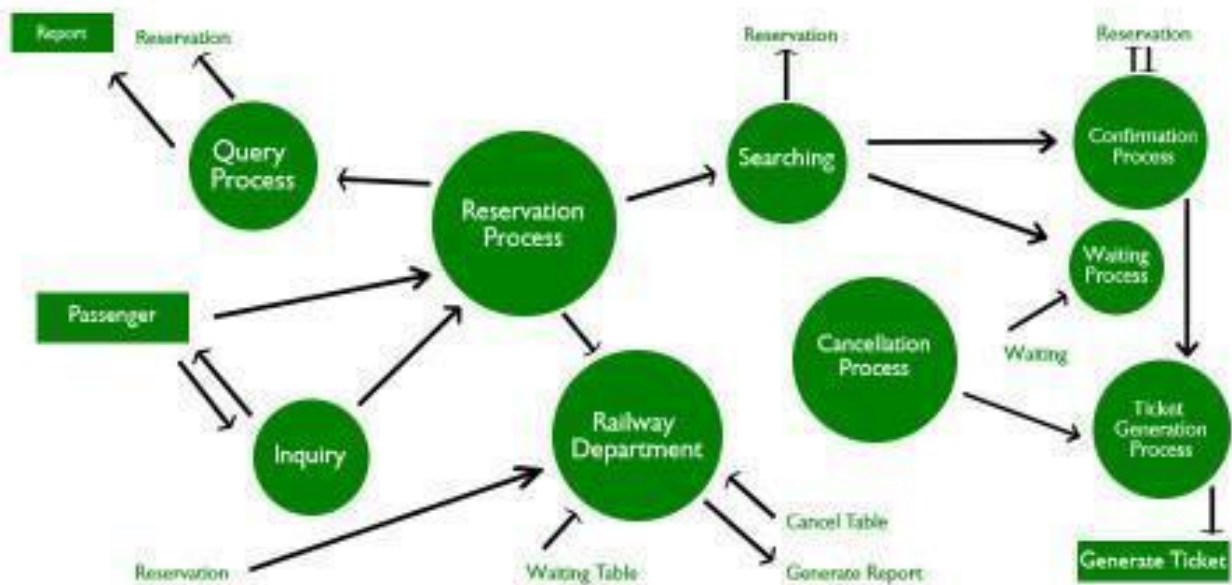 Report
Reservation
Reservation
Reservation
Query
Process
Reservation
Process
Searching
Confirmation
Process
Waiting
Process
Passenger
Cancellation
Process
Waiting
Inquiry
Railway
Department
Ticket
Generation
Process
Cancel Table
Reservation
Waiting Table
Generate Report
Generate Ticket